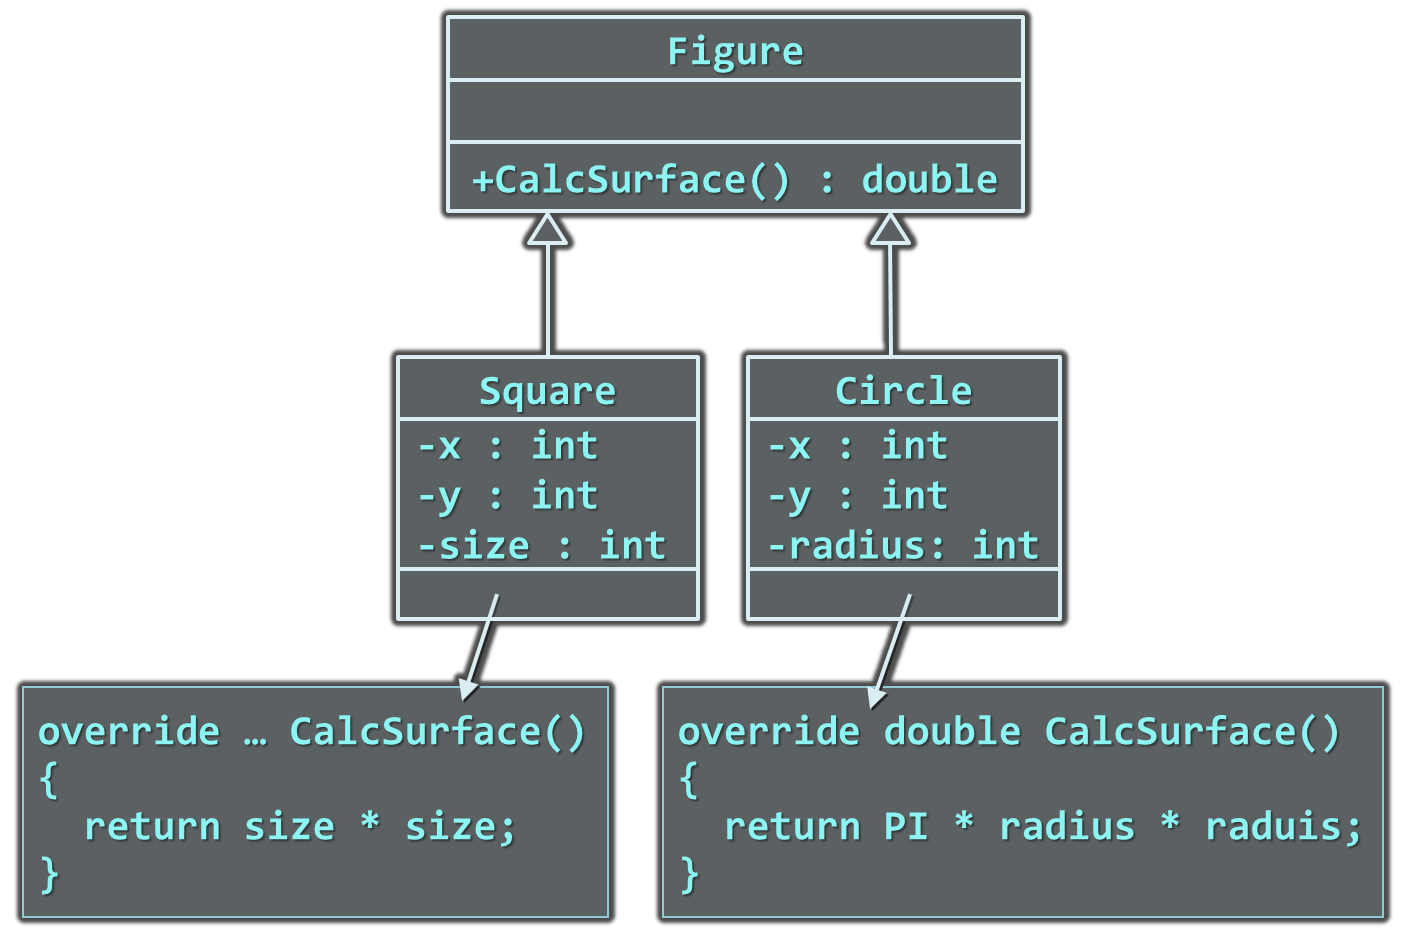 Figure
+CalcSurface() : double
Square
-x : int
-y : int
-size : int
Circle
-x : int
-y : int
-radius: int
override … CalcSurface()
{
return size * size;
}
override double CalcSurface()
{
return PI * radius * raduis;
}